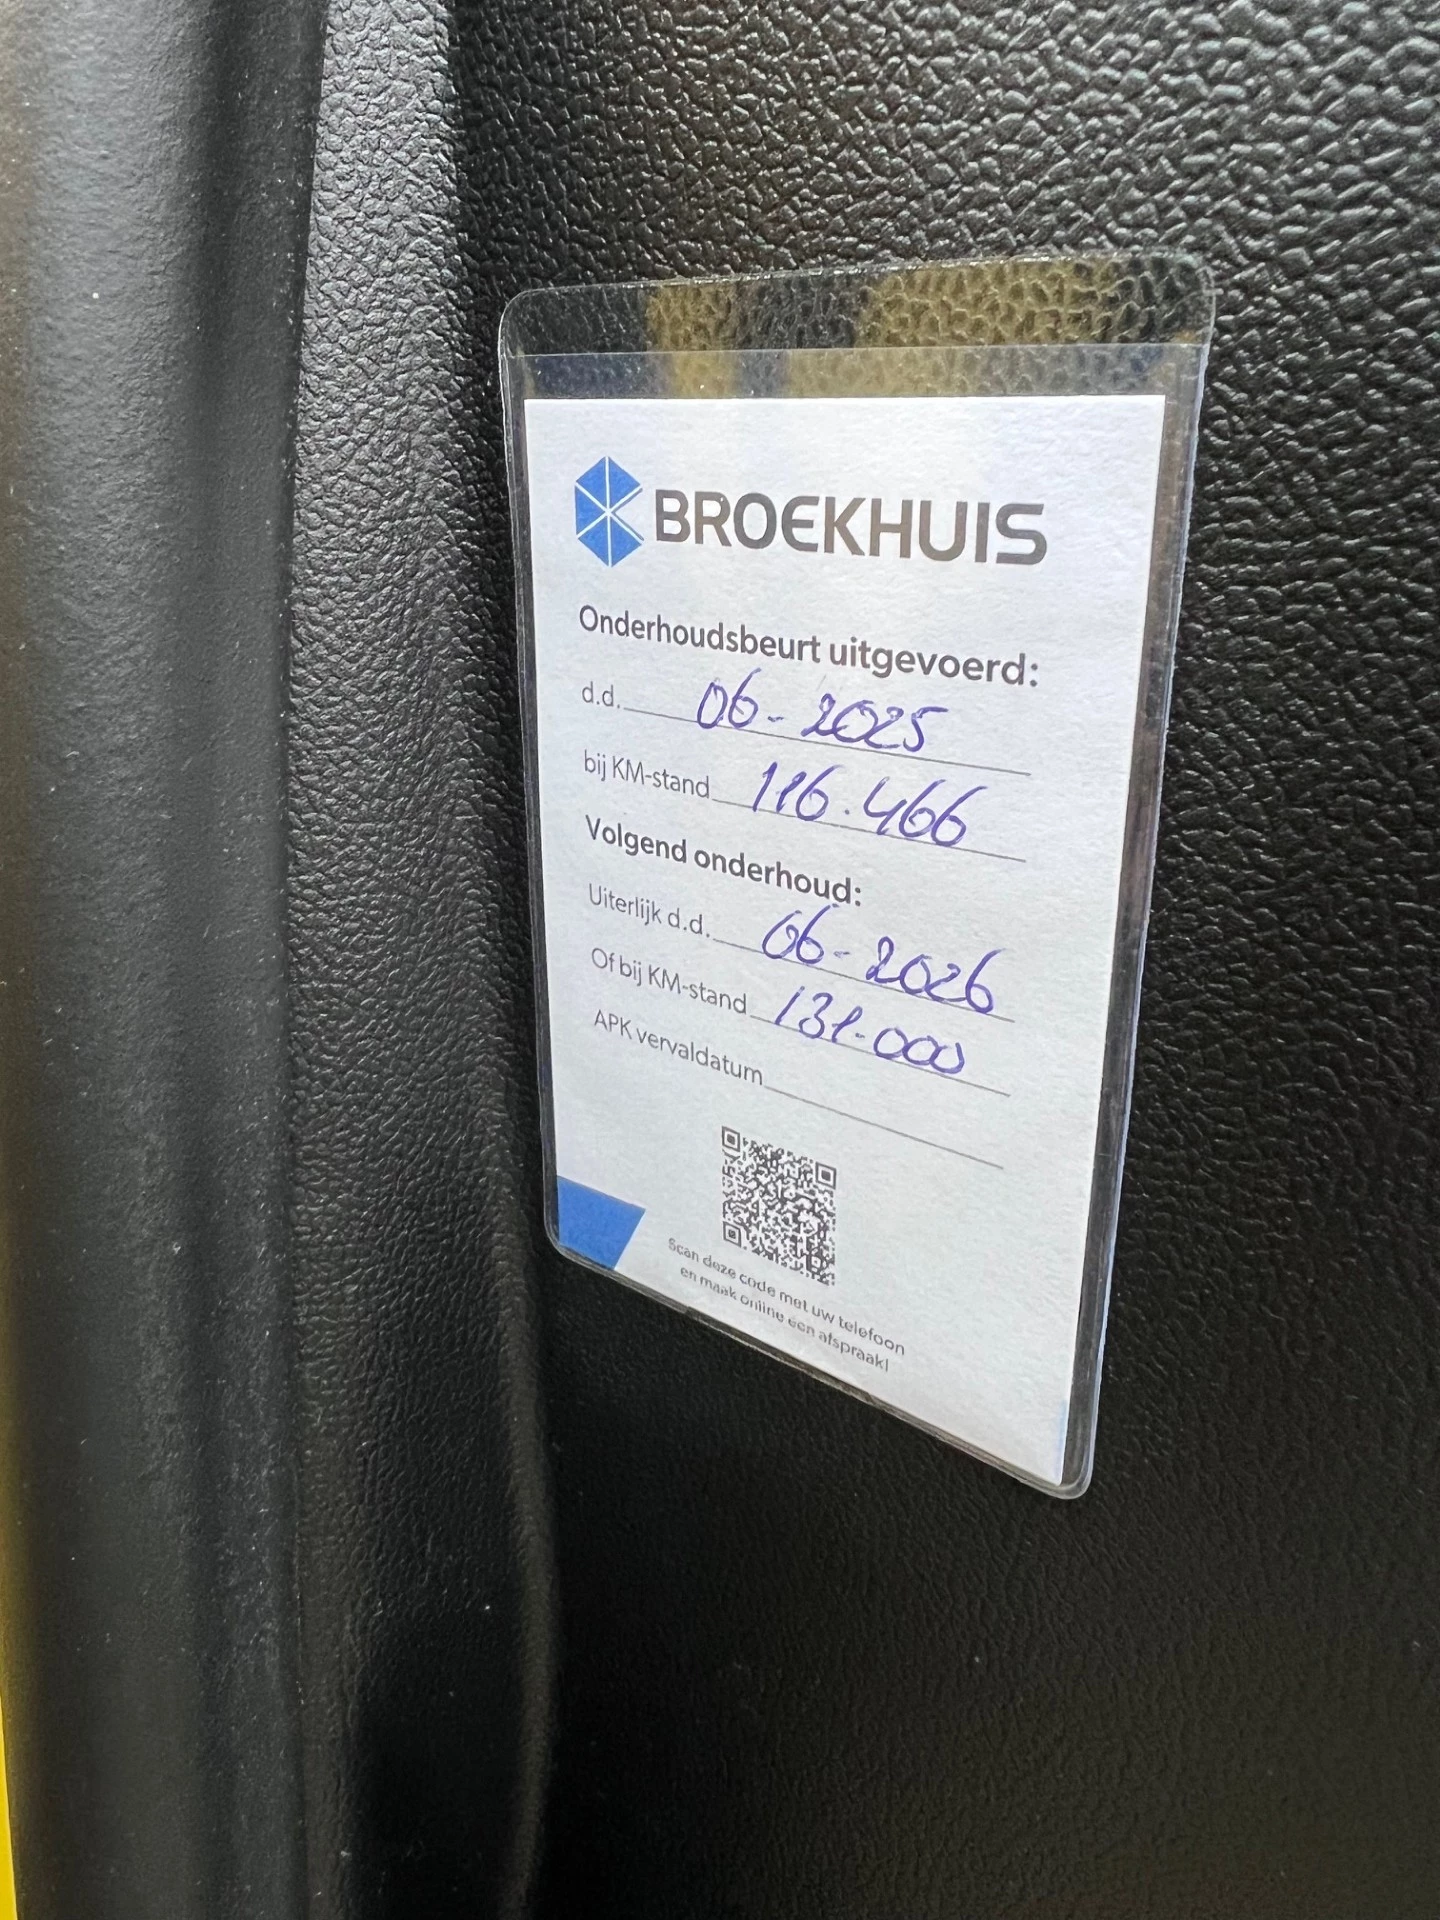 BROEKHUIS
Onderhoudsbeurt uitgevoerd:
d.d. 06-2025
bij KM-stand 116.466
Volgend onderhoud:
Uiterlijk d.d. 06-2026
Of bij KM-stand 131.000
APK vervaldatum
Scan deze code met uw telefoon
en maak online een afspraak!